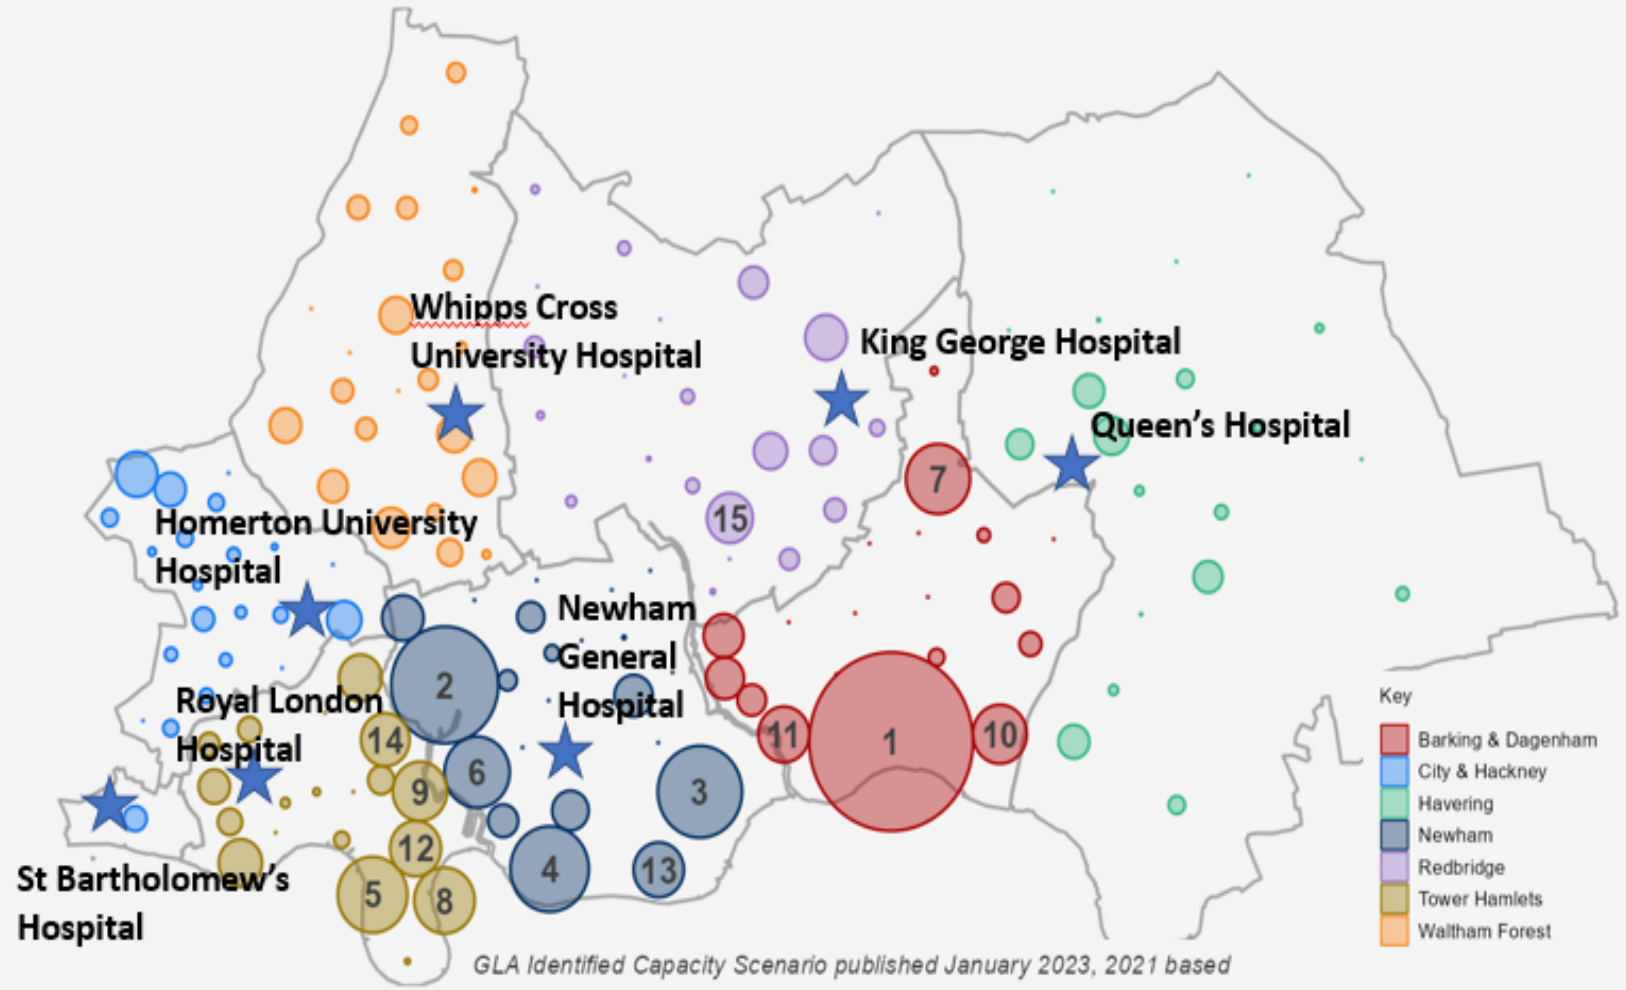 Whipps Cross
University Hospital
King George Hospital
Queen's Hospital
7
15
Homerton University
Hospital
Newham
General
Hospital
2
Royal London
Hospital
14
6
9
3
11
1
10
12
4
13
5
8
St Bartholomew's
Hospital
Key
Barking & Dagenham
City & Hackney
Havering
Newham
Redbridge
Tower Hamlets
Waltham Forest
GLA Identified Capacity Scenario published January 2023, 2021 based